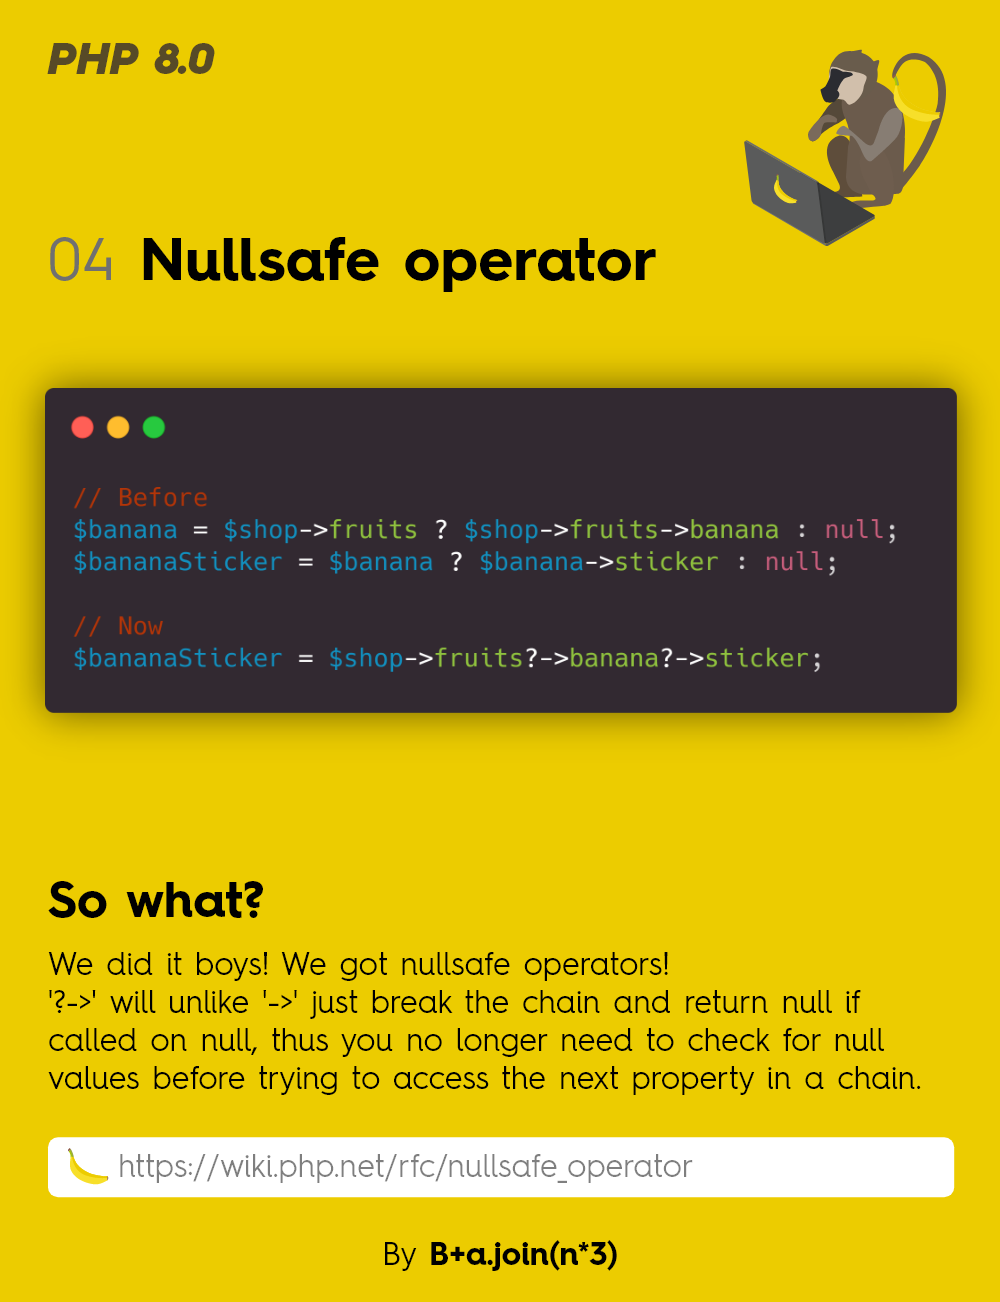 PHP 8.0
04 Nullsafe operator
// Before
$banana = $shop->fruits ? $shop->fruits->banana : null;
$bananaSticker = $banana ? $banana->sticker : null;
// Now
$bananaSticker = $shop->fruits?->banana?->sticker;
So what?
We did it boys! We got nullsafe operators!
'?->' will unlike '->' just break the chain and return null if
called on null, thus you no longer need to check for null
values before trying to access the next property in a chain.
https://wiki.php.net/rfc/nullsafe_operator
By B+a.join(n*3)